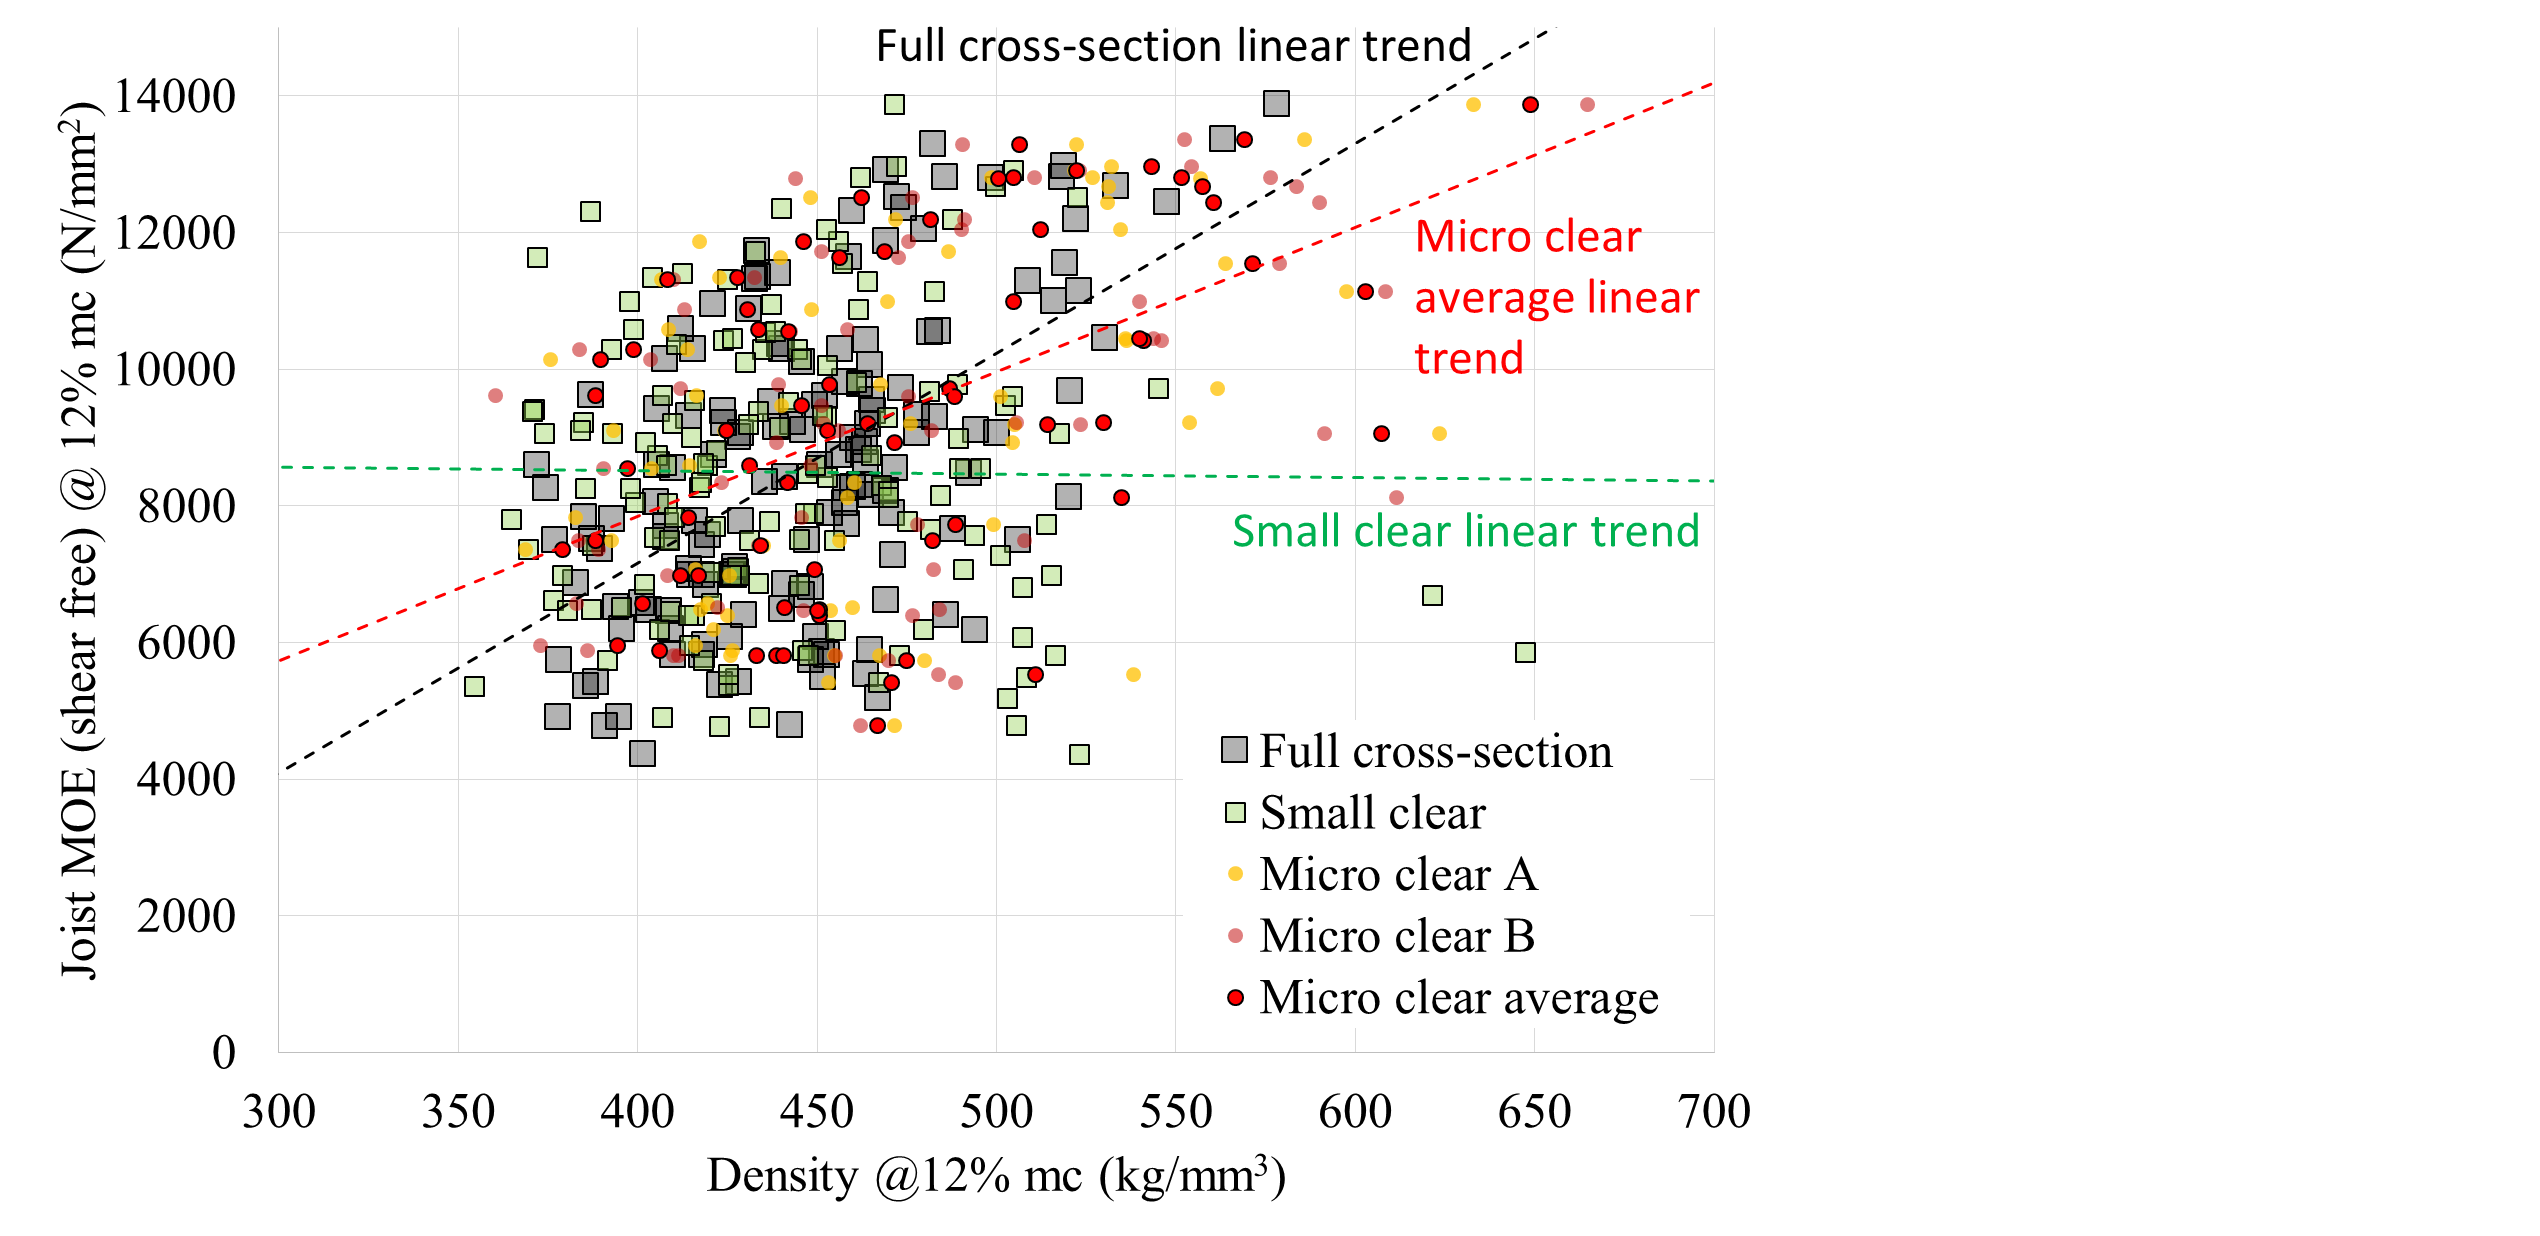 Full cross-section linear trend
Joist MOE (shear free) @ 12% mc (N/mm²)
14000
12000
10000
8000
6000
4000
2000
0
Micro clear
average linear
trend
Small clear linear trend
Full cross-section
Small clear
Micro clear A
Micro clear B
Micro clear average
300 350 400 450 500 550 600 650 700
Density @12% mc (kg/mm³)